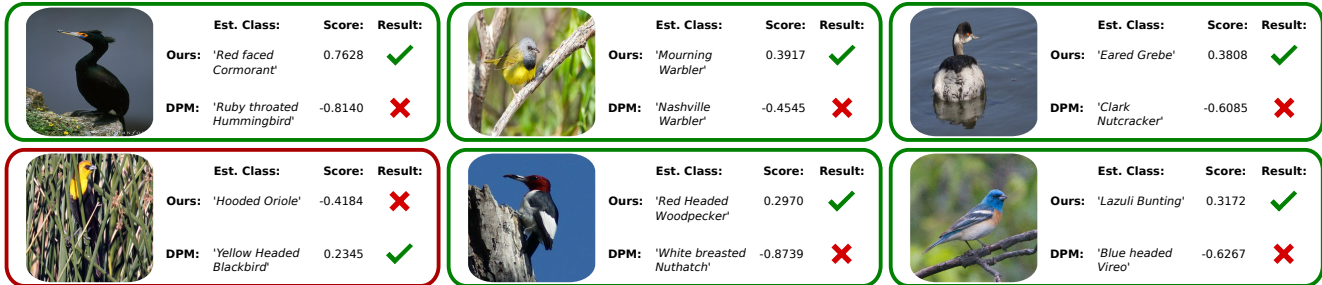 Est. Class: Score: Result:
Ours: 'Red faced 0.7628
Cormorant'
DPM: 'Ruby throated -0.8140
Hummingbird'
Est. Class: Score: Result:
Ours: 'Mourning 0.3917
Warbler'
DPM: 'Nashville -0.4545
Warbler'
Est. Class: Score: Result:
Ours: 'Eared Grebe' 0.3808
DPM: 'Clark -0.6085
Nutcracker'
Est. Class: Score: Result:
Ours: 'Hooded Oriole' -0.4184
DPM: 'Yellow Headed 0.2345
Blackbird'
Est. Class: Score: Result:
Ours: 'Red Headed 0.2970
Woodpecker'
DPM: 'White breasted -0.8739
Nuthatch'
Est. Class: Score: Result:
Ours: 'Lazuli Bunting' 0.3172
DPM: 'Blue headed -0.6267
Vireo'